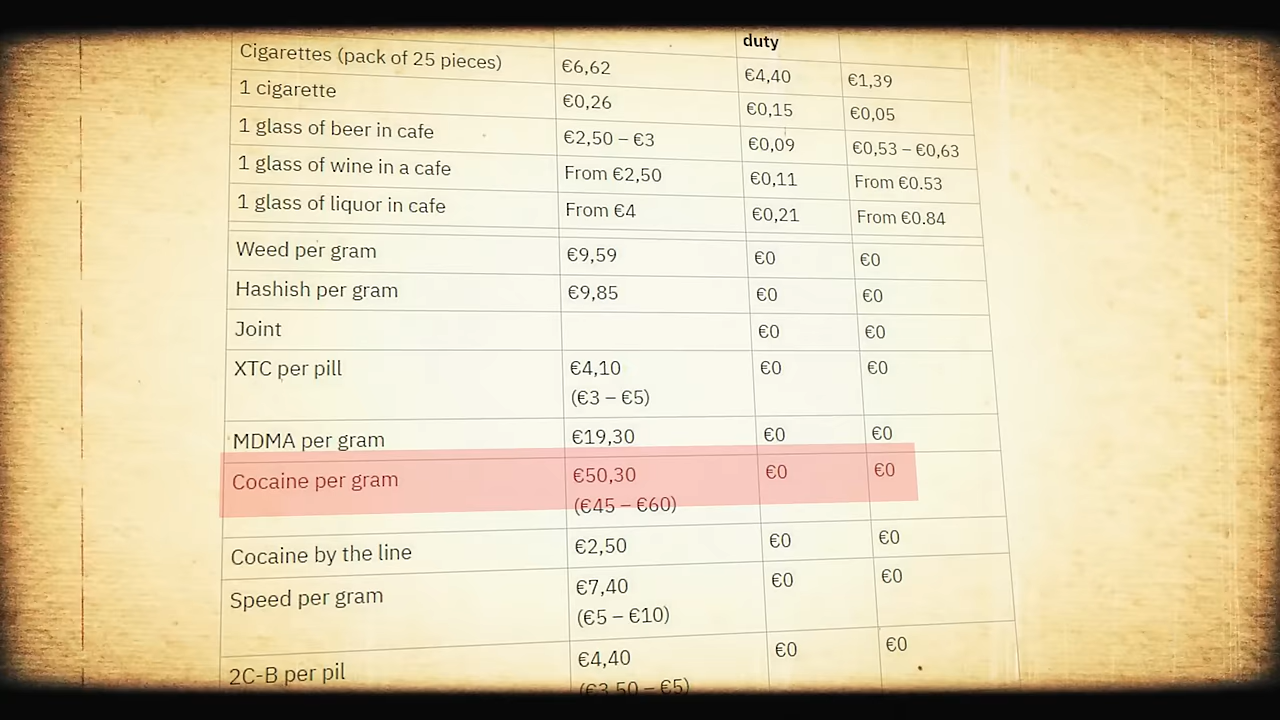 duty
Cigarettes (pack of 25 pieces) €6,62 €4,40 €1,39
1 cigarette €0,26 €0,15 €0,05
1 glass of beer in cafe €2,50 – €3 €0,09 €0,53 – €0,63
1 glass of wine in a cafe From €2,50 €0,11 From €0.53
1 glass of liquor in cafe From €4 €0,21 From €0.84
Weed per gram €9,59 €0 €0
Hashish per gram €9,85 €0 €0
Joint €0 €0
XTC per pill €4,10 €0 €0
(€3 – €5)
MDMA per gram €19,30 €0 €0
Cocaine per gram €50,30 €0 €0
(€45 – €60)
Cocaine by the line €2,50 €0 €0
Speed per gram €7,40 €0 €0
(€5 – €10)
2C-B per pil €4,40 €0 €0
(€3,50 – €5)